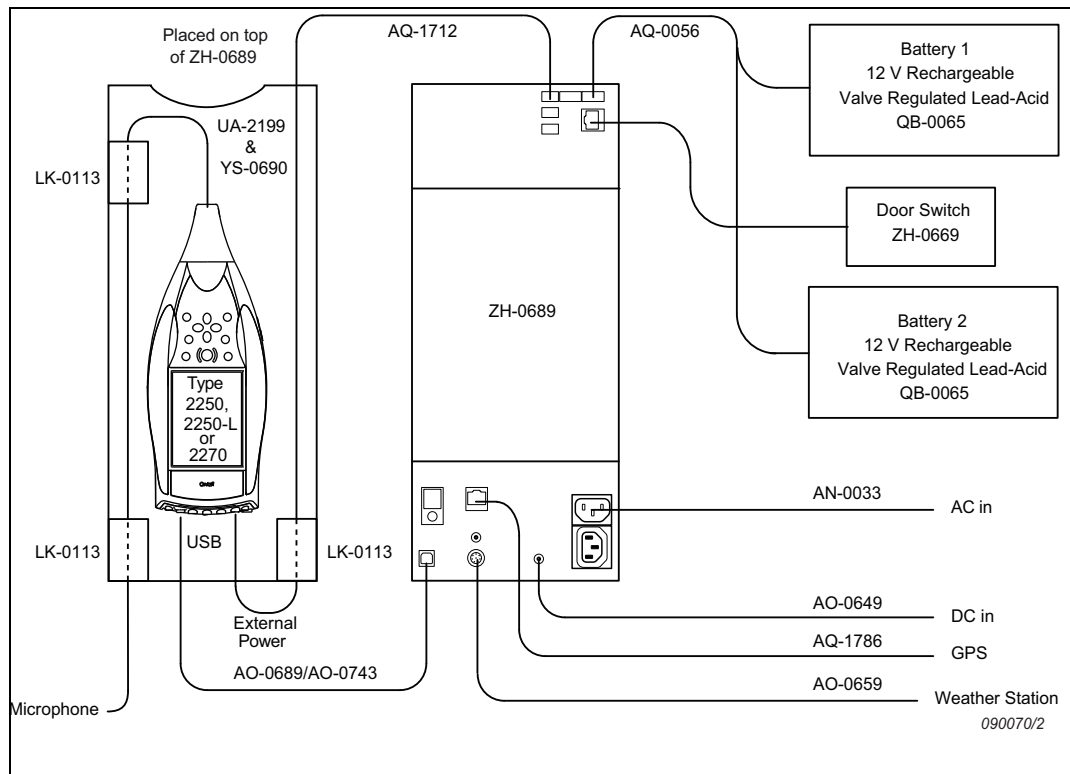 Placed on top
of ZH-0689
AQ-1712
AQ-0056
Battery 1
12 V Rechargeable
Valve Regulated Lead-Acid
QB-0065
UA-2199
&
YS-0690
LK-0113
Door Switch
ZH-0669
ZH-0689
Battery 2
12 V Rechargeable
Valve Regulated Lead-Acid
QB-0065
Type
2250,
2250-L
or
2270
AN-0033
AC in
LK-0113
USB
LK-0113
External
Power
AO-0649
DC in
AQ-1786
GPS
AO-0689/AO-0743
AO-0659
Weather Station
Microphone
090070/2